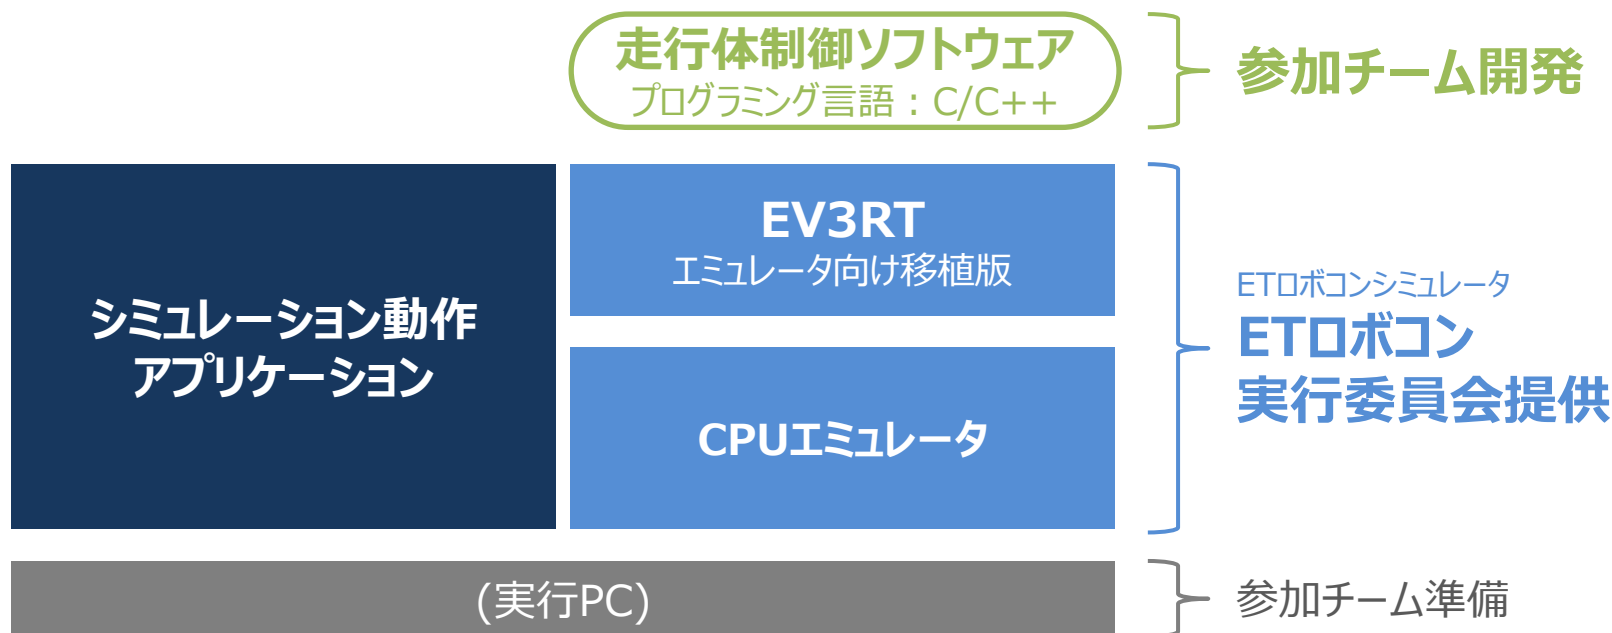 走行体制御ソフトウェア
プログラミング言語：C/C++
参加チーム開発
シミュレーション動作
アプリケーション
EV3RT
エミュレータ向け移植版
CPUエミュレータ
ETロボコンシミュレータ
ETロボコン
実行委員会提供
(実行PC)
参加チーム準備